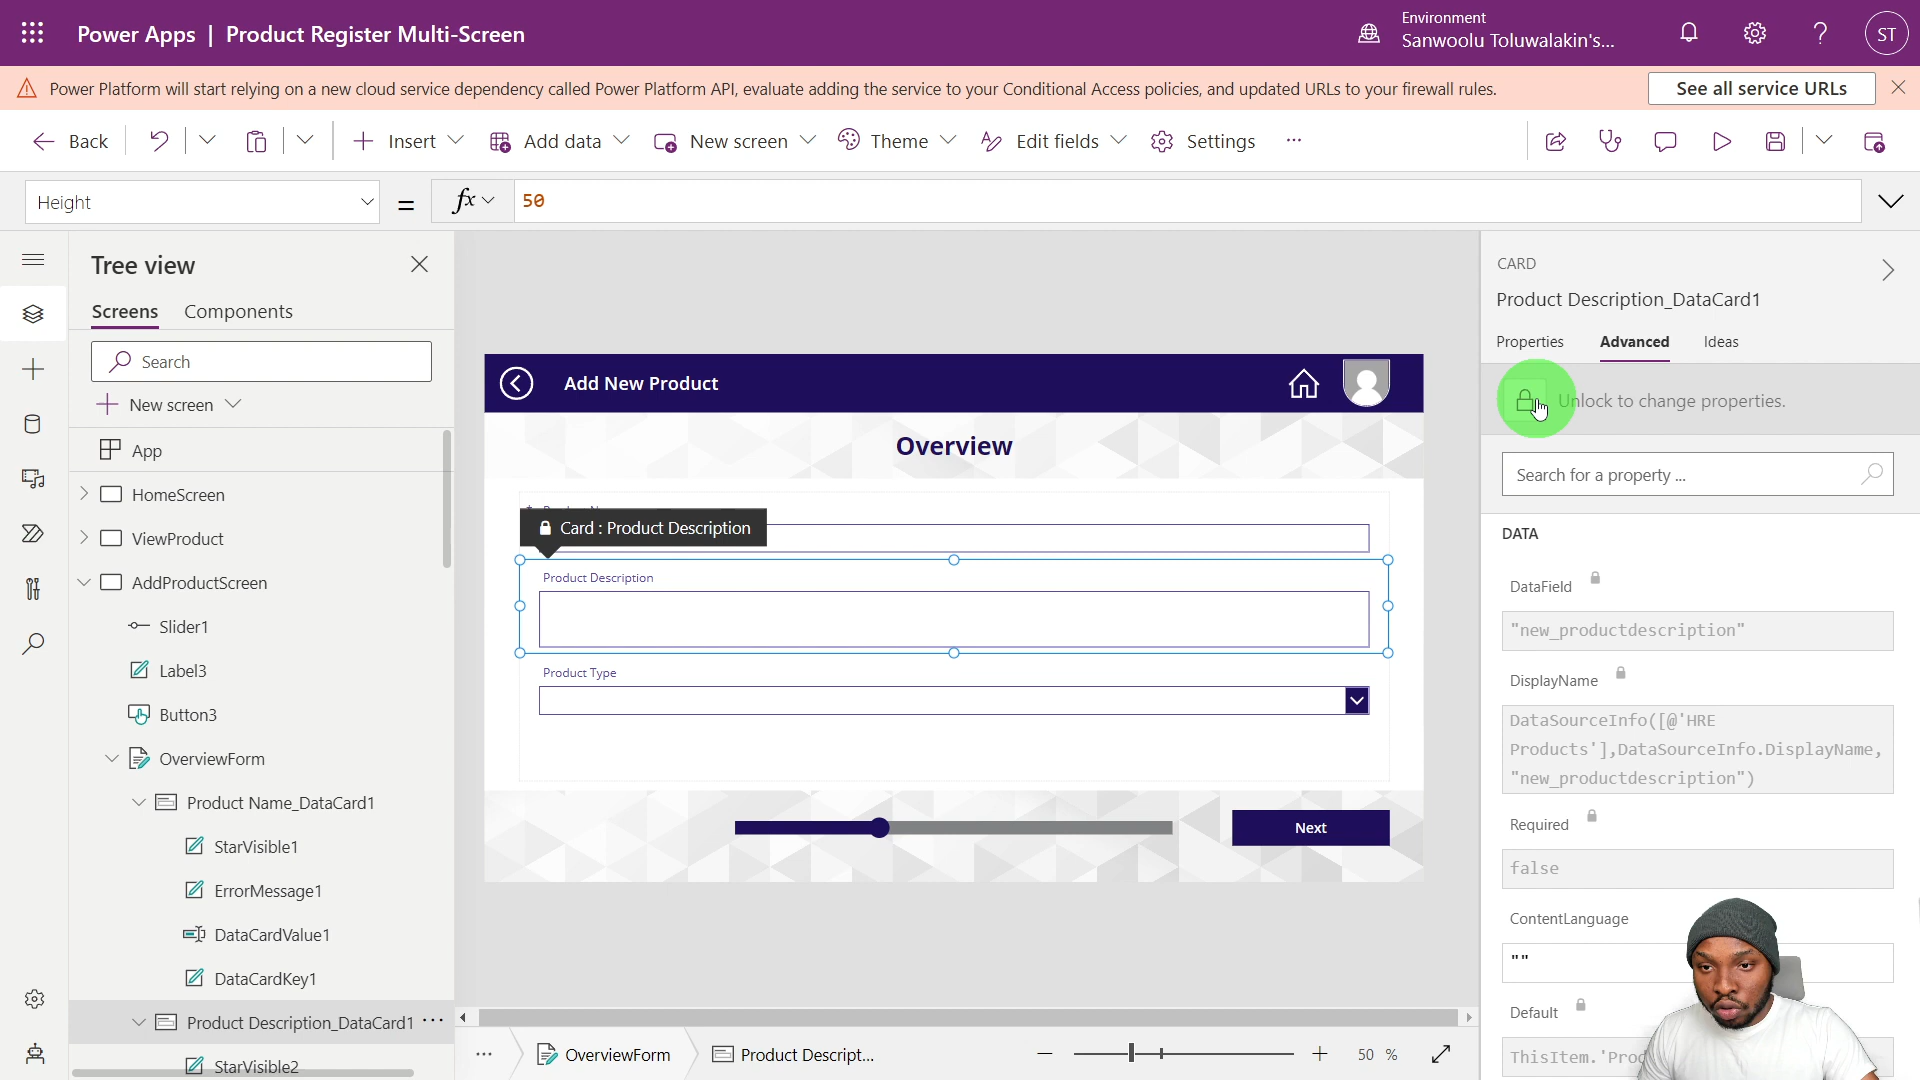 Power Apps | Product Register Multi-Screen
Environment
Sanwoolu Toluwalakin's...
ST
Power Platform will start relying on a new cloud service dependency called Power Platform API, evaluate adding the service to your Conditional Access policies, and updated URLs to your firewall rules.
See all service URLs
Back
Insert
Add data
New screen
Theme
Edit fields
Settings
Height
=
fx
50
Tree view
Screens
Components
Search
New screen
App
HomeScreen
ViewProduct
AddProductScreen
Slider1
Label3
Button3
OverviewForm
Product Name_DataCard1
StarVisible1
ErrorMessage1
DataCardValue1
DataCardKey1
Product Description_DataCard1
StarVisible2
Add New Product
Overview
Card : Product Description
Product Description
Product Type
Next
OverviewForm
Product Descript...
50 %
CARD
Product Description_DataCard1
Properties
Advanced
Ideas
Unlock to change properties.
Search for a property ...
DATA
DataField
"new_productdescription"
DisplayName
DataSourceInfo([@'HRE
Products'],DataSourceInfo.DisplayName,
"new_productdescription")
Required
false
ContentLanguage
""
Default
ThisItem.